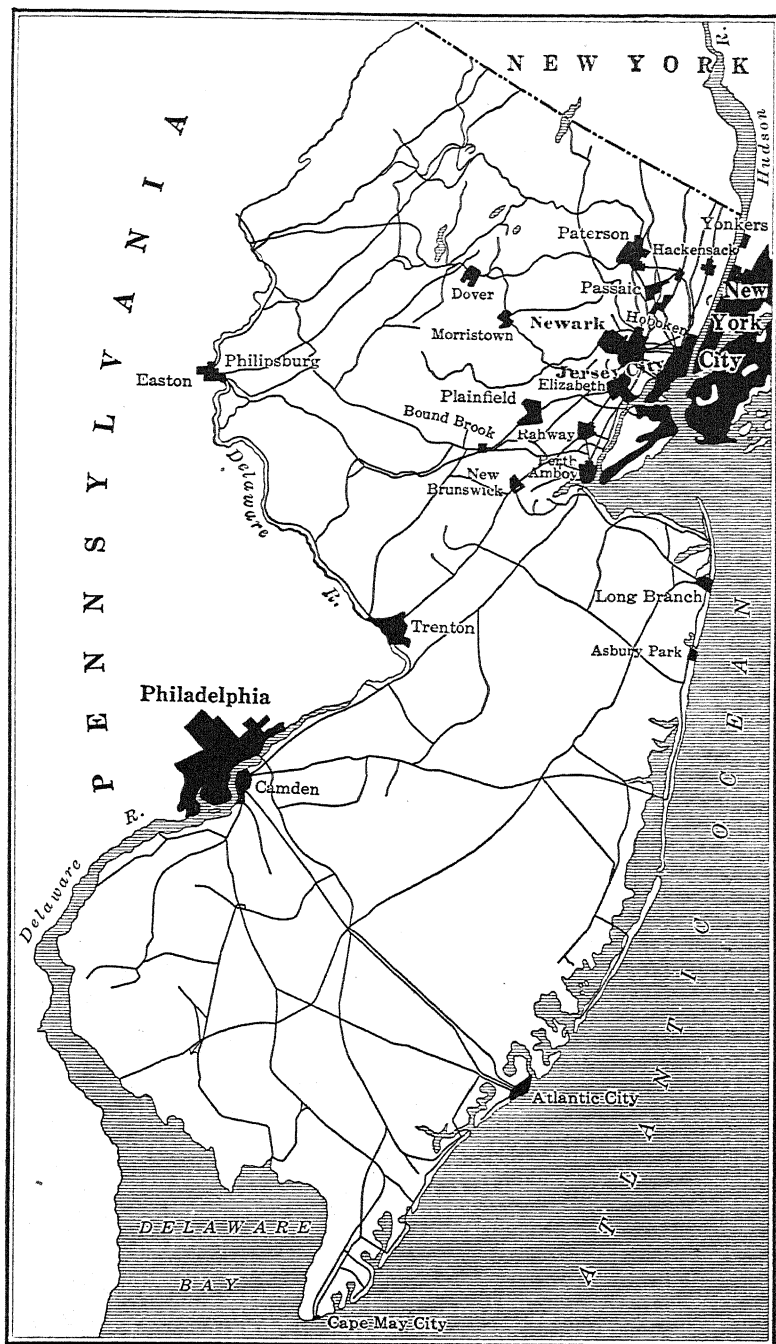 NEW YORK
R.
Hudson
PENNSYLVANIA
Yonkers
Paterson
Hackensack
Dover
Passaic
New
York
City
Morristown
Newark
Hoboken
Jersey City
Philipsburg
Easton
Elizabeth
Plainfield
Bound Brook
Rahway
Perth
Amboy
New
Brunswick
Delaware
R.
Long Branch
Trenton
Asbury Park
Philadelphia
Camden
Delaware R.
ATLANTIC OCEAN
Atlantic City
DELAWARE
BAY
Cape May City